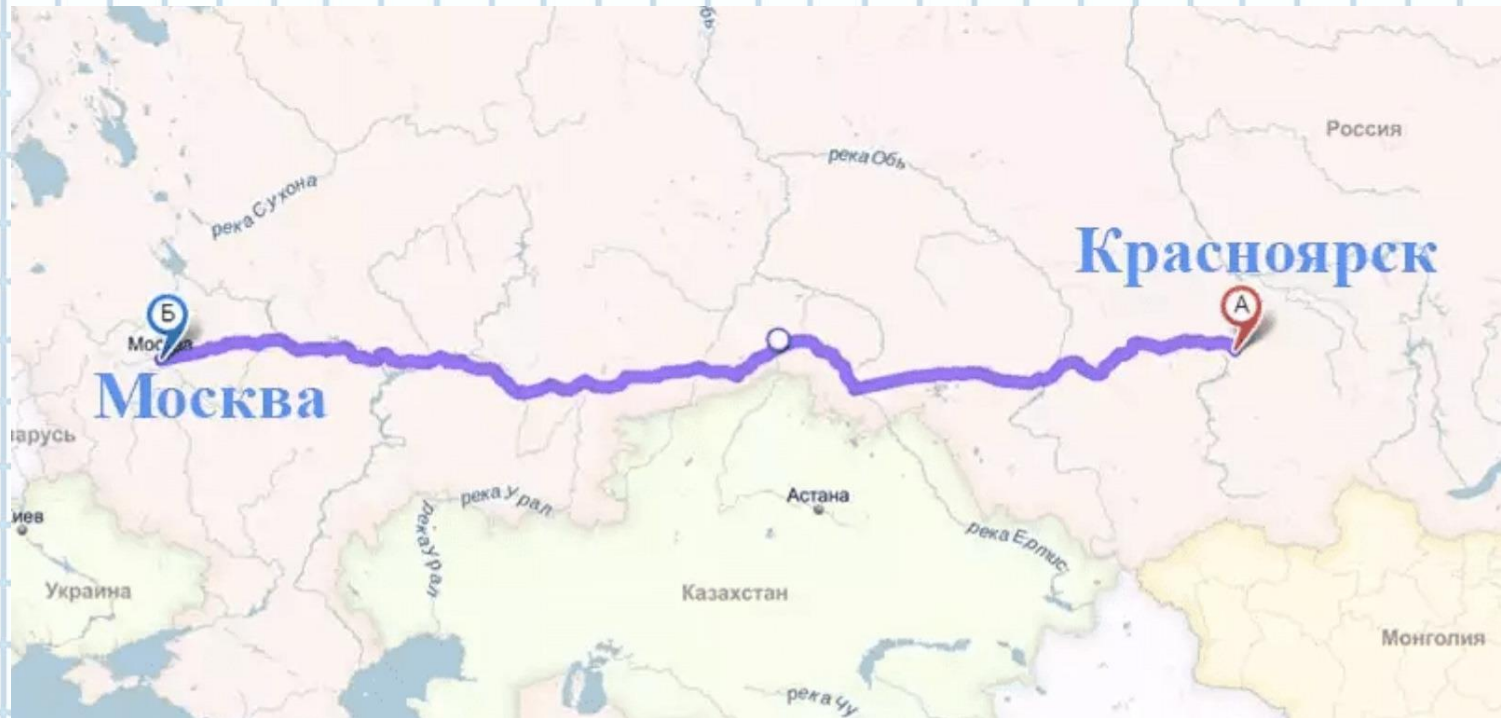 бь
Россия
река Обь
река Сухона
Красноярск
Б
А
Москва
Москва
арусь
река Урал
Астана
иев
река Урал
река Ертис
Украина
Казахстан
Монголия
река Чу